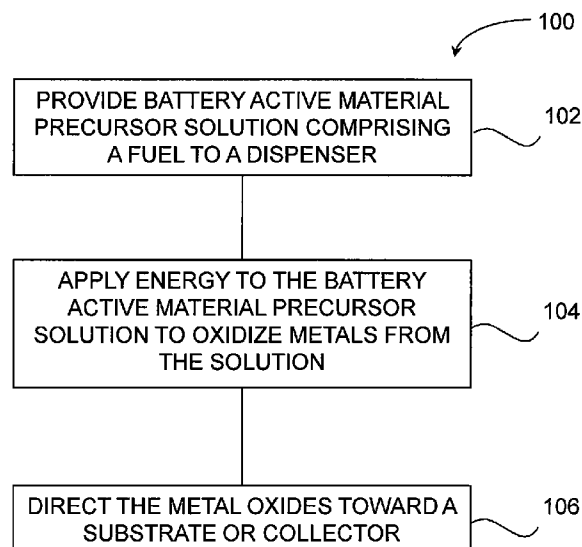 100
PROVIDE BATTERY ACTIVE MATERIAL
PRECURSOR SOLUTION COMPRISING
A FUEL TO A DISPENSER
102
APPLY ENERGY TO THE BATTERY
ACTIVE MATERIAL PRECURSOR
SOLUTION TO OXIDIZE METALS FROM
THE SOLUTION
104
DIRECT THE METAL OXIDES TOWARD A
SUBSTRATE OR COLLECTOR
106